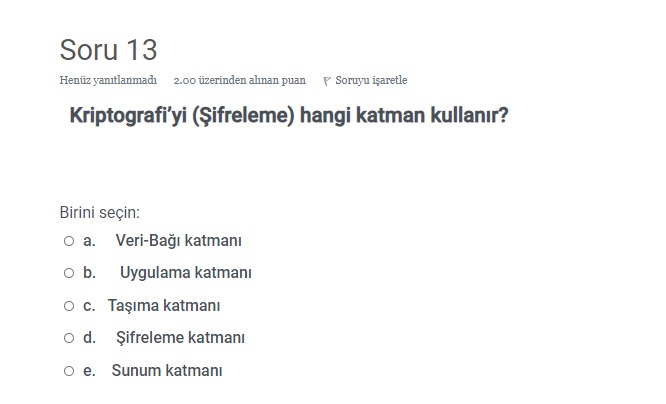 Soru 13
Henüz yanıtlanmadı 2.00 üzerinden alınan puan Soruyu işaretle
Kriptografi’yi (Şifreleme) hangi katman kullanır?
Birini seçin:
a. Veri-Bağı katmanı
b. Uygulama katmanı
c. Taşıma katmanı
d. Şifreleme katmanı
e. Sunum katmanı